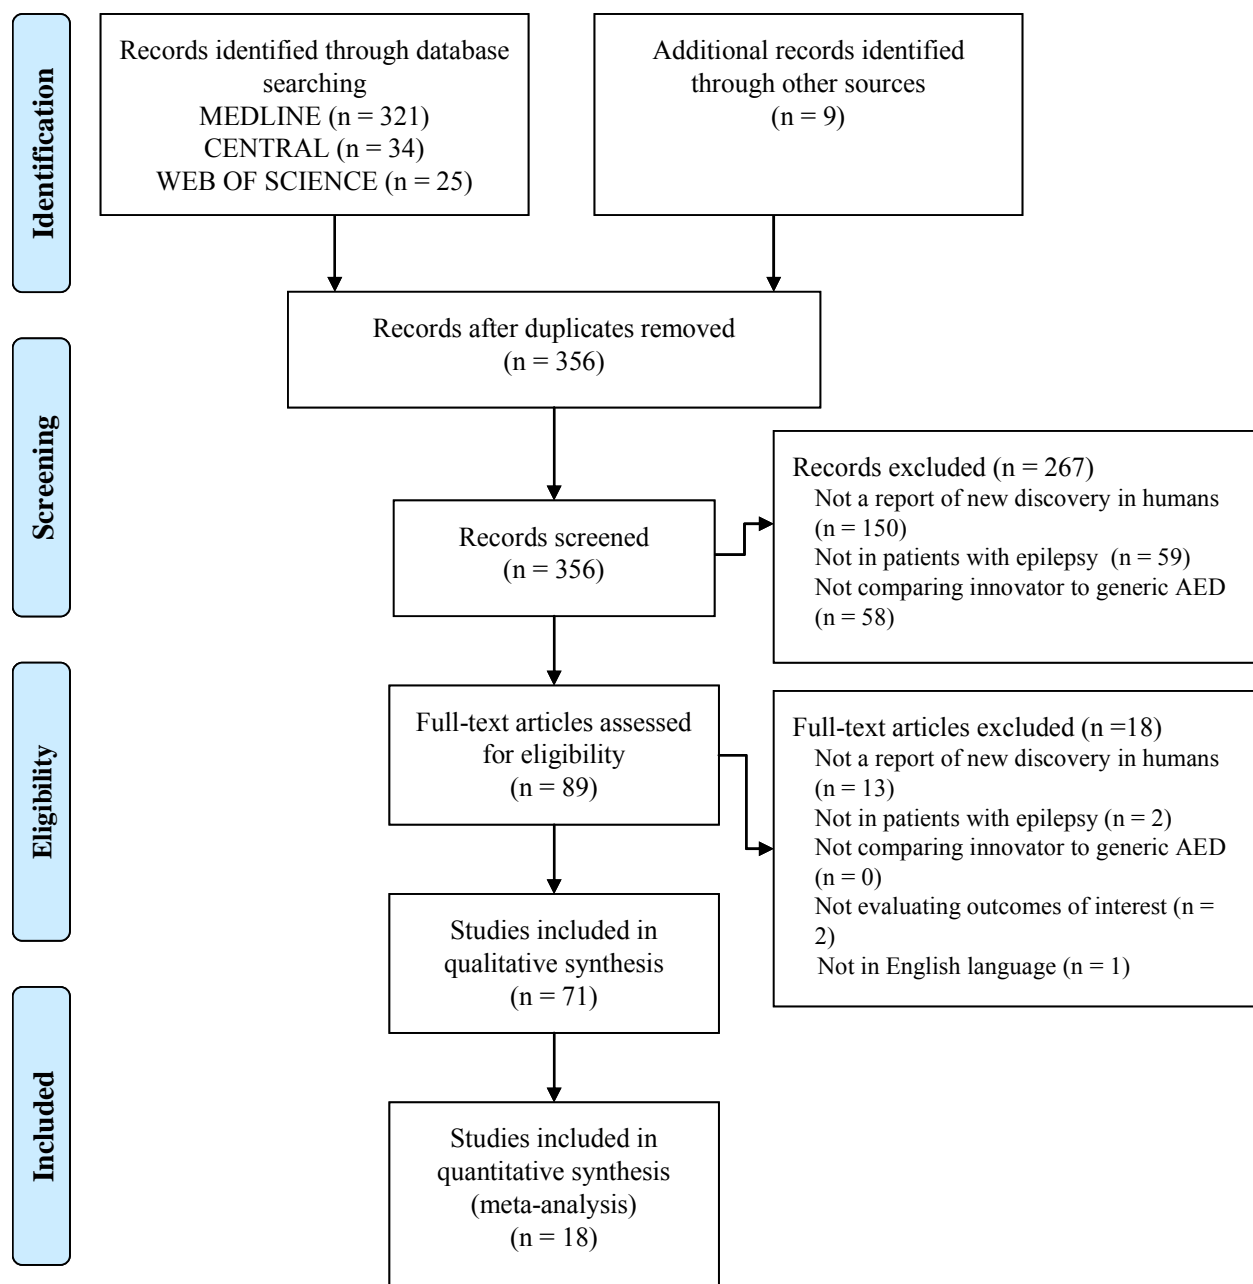 Identification
Records identified through database
searching
MEDLINE (n = 321)
CENTRAL (n = 34)
WEB OF SCIENCE (n = 25)
Additional records identified
through other sources
(n = 9)
Records after duplicates removed
(n = 356)
Screening
Records screened
(n = 356)
Records excluded (n = 267)
Not a report of new discovery in humans
(n = 150)
Not in patients with epilepsy (n = 59)
Not comparing innovator to generic AED
(n = 58)
Eligibility
Full-text articles assessed
for eligibility
(n = 89)
Full-text articles excluded (n =18)
Not a report of new discovery in humans
(n = 13)
Not in patients with epilepsy (n = 2)
Not comparing innovator to generic AED
(n = 0)
Not evaluating outcomes of interest (n =
2)
Not in English language (n = 1)
Studies included in
qualitative synthesis
(n = 71)
Included
Studies included in
quantitative synthesis
(meta-analysis)
(n = 18)